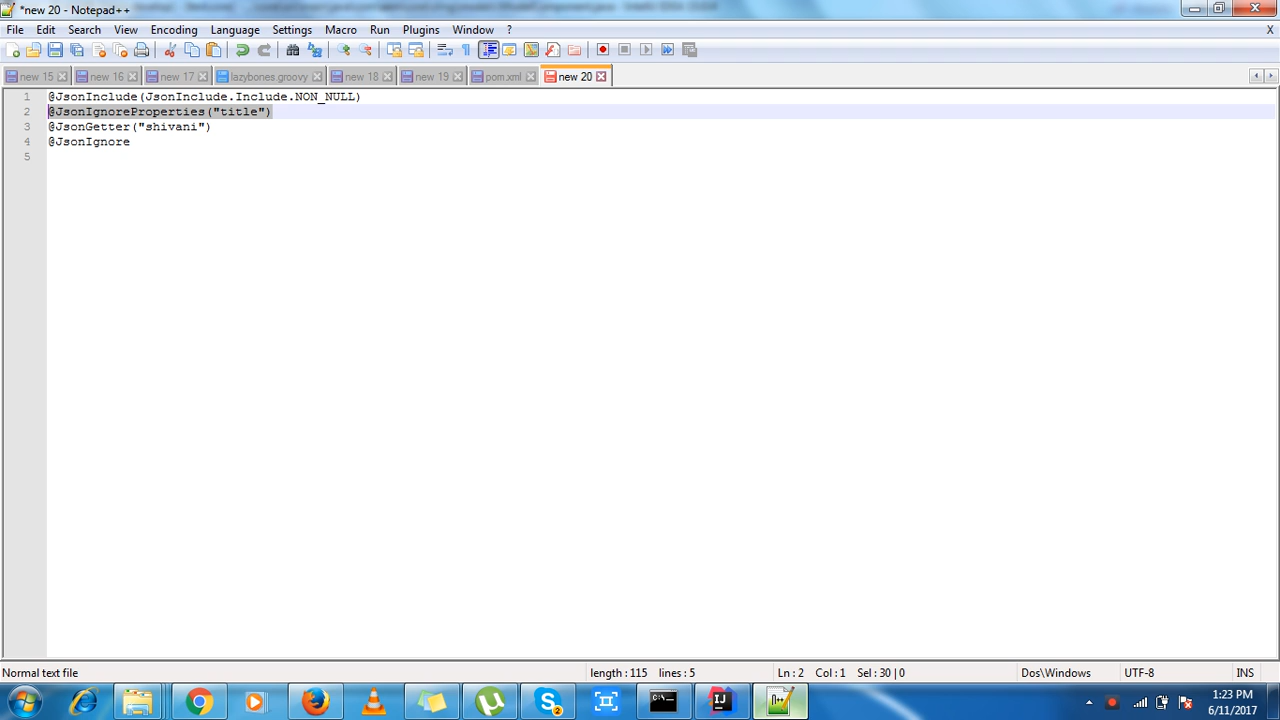 *new 20 - Notepad++
X
File Edit Search View Encoding Language Settings Macro Run Plugins Window ?
new 15 new 16 new 17 lazybones.groovy new 18 new 19 pom.xml new 20
1 @JsonInclude(JsonInclude.Include.NON_NULL)
2 @JsonIgnoreProperties("title")
3 @JsonGetter("shivani")
4 @JsonIgnore
5
Normal text file length : 115 lines : 5 Ln : 2 Col : 1 Sel : 30 | 0 Dos\Windows UTF-8 INS
1:23 PM
6/11/2017